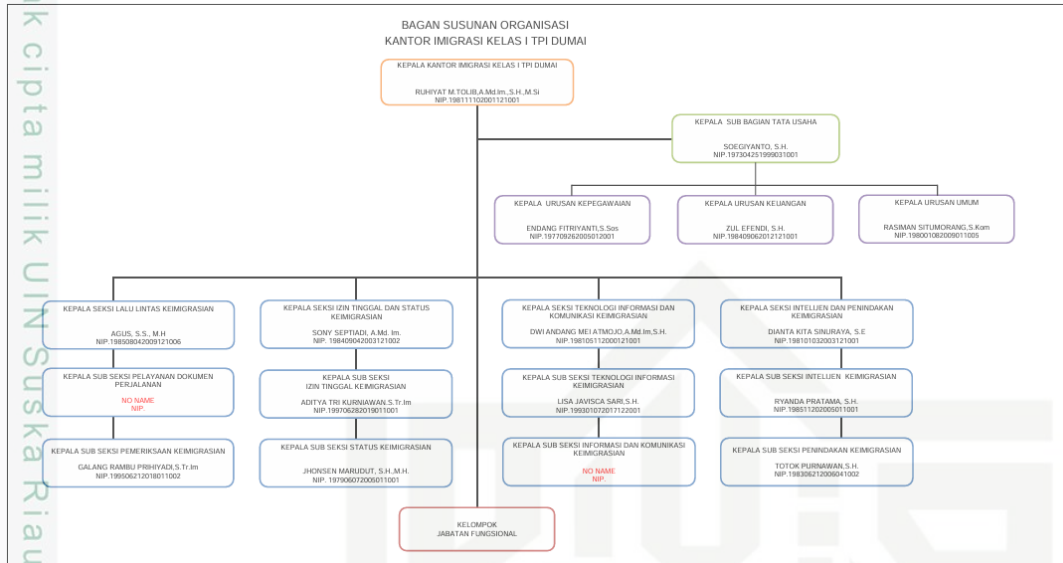 BAGAN SUSUNAN ORGANISASI
KANTOR IMIGRASI KELAS I TPI DUMAI
KEPALA KANTOR IMIGRASI KELAS I TPI DUMAI
RUHIYAT M.TOLIB,A.Md.Im.,S.H.,M.Si
NIP.198111102001121001
KEPALA SUB BAGIAN TATA USAHA
SOEGIYANTO, S.H.
NIP.197304251999031001
KEPALA URUSAN KEPEGAWAIAN
ENDANG FITRIYANTI,S.Sos
NIP.197709262005012001
KEPALA URUSAN KEUANGAN
ZUL EFENDI, S.H.
NIP.198409062012121001
KEPALA URUSAN UMUM
RASIMAN SITUMORANG,S.Kom
NIP.198001082009011005
KEPALA SEKSI LALU LINTAS KEIMIGRASIAN
AGUS, S.S., M.H
NIP.198508042009121006
KEPALA SEKSI IZIN TINGGAL DAN STATUS
KEIMIGRASIAN
SONY SEPTIADI, A.Md. Im.
NIP. 198409042003121002
KEPALA SEKSI TEKNOLOGI INFORMASI DAN
KOMUNIKASI KEIMIGRASIAN
DWI ANDANG MEI ATMOJO,A.Md.Im,S.H.
NIP.198105112000121001
KEPALA SEKSI INTELIJEN DAN PENINDAKAN
KEIMIGRASIAN
DIANTA KITA SINURAYA, S.E
NIP.198101032003121001
KEPALA SUB SEKSI PELAYANAN DOKUMEN
PERJALANAN
NO NAME
NIP.
KEPALA SUB SEKSI
IZIN TINGGAL KEIMIGRASIAN
ADITYA TRI KURNIAWAN.S.Tr.Im
NIP.199706282019011001
KEPALA SUB SEKSI TEKNOLOGI INFORMASI
KEIMIGRASIAN
LISA JAVISCA SARI,S.H.
NIP.199301072017122001
KEPALA SUB SEKSI INTELIJEN KEIMIGRASIAN
RYANDA PRATAMA, S.H.
NIP.198511202005011001
KEPALA SUB SEKSI PEMERIKSAAN KEIMIGRASIAN
GALANG RAMBU PRIHIYADI,S.Tr.Im
NIP.199506212018011002
KEPALA SUB SEKSI STATUS KEIMIGRASIAN
JHONSEN MARUDUT, S.H.,M.H.
NIP. 197906072005011001
KEPALA SUB SEKSI INFORMASI DAN KOMUNIKASI
KEIMIGRASIAN
NO NAME
NIP.
KEPALA SUB SEKSI PENINDAKAN KEIMIGRASIAN
TOTOK PURNAWAN,S.H.
NIP.198306212006041002
KELOMPOK
JABATAN FUNGSIONAL
k cipta milik UIN Suska Riau